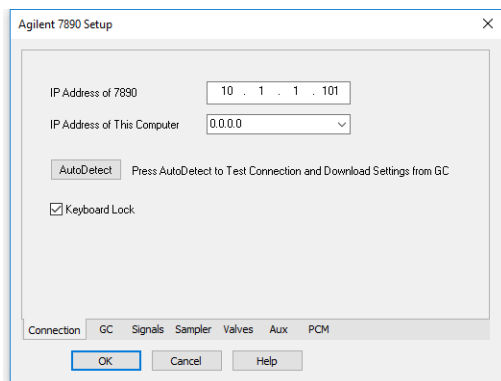 Agilent 7890 Setup
IP Address of 7890 10 . 1 . 1 . 101
IP Address of This Computer 0.0.0.0
AutoDetect Press AutoDetect to Test Connection and Download Settings from GC
Keyboard Lock
Connection GC Signals Sampler Valves Aux PCM
OK Cancel Help